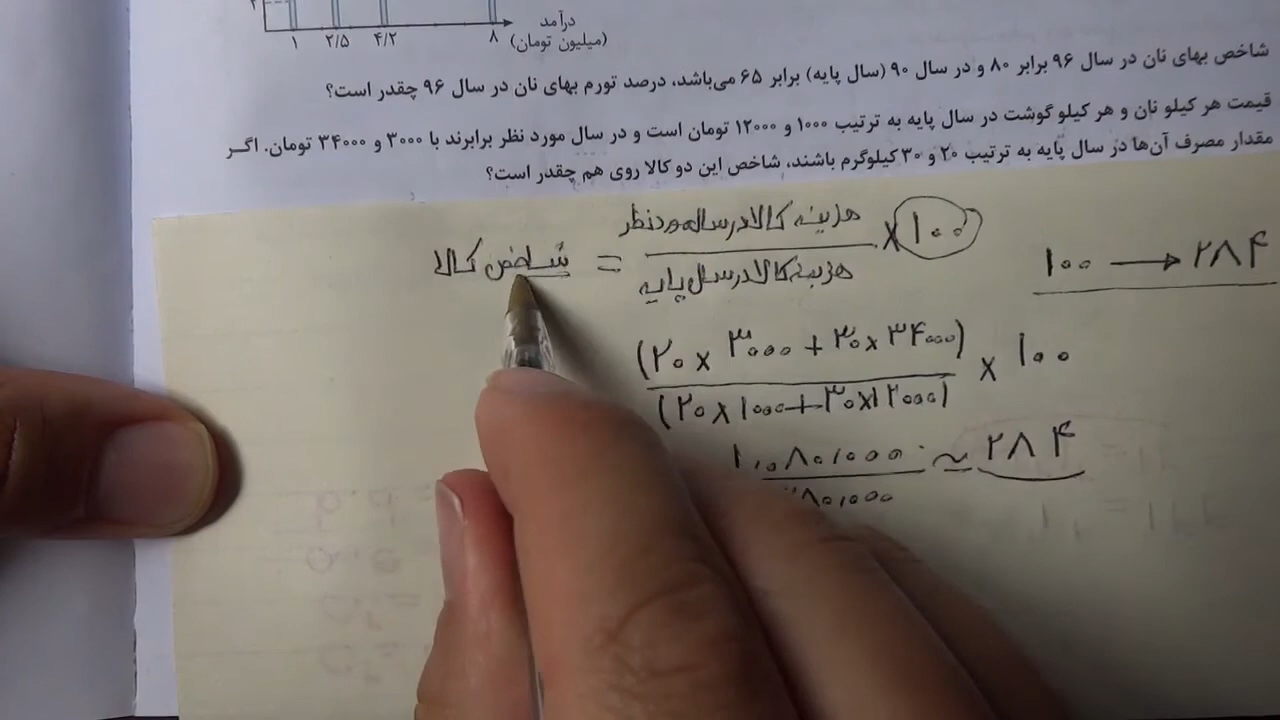 ۱ ۲/۵ ۴/۲ ۸
درآمد
(میلیون تومان)
شاخص بهای نان در سال ۹۶ برابر ۸۰ و در سال ۹۰ (سال پایه) برابر ۶۵ می‌باشد، درصد تورم بهای نان در سال ۹۶ چقدر است؟
قیمت هر کیلو نان و هر کیلو گوشت در سال پایه به ترتیب ۱۰۰۰ و ۱۲۰۰۰ تومان است و در سال مورد نظر برابرند با ۳۰۰۰ و ۳۴۰۰۰ تومان. اگر
مقدار مصرف آن‌ها در سال پایه به ترتیب ۲۰ و ۳۰ کیلوگرم باشند، شاخص این دو کالا روی هم چقدر است؟
هزینه کالا در سال مورد نظر
شاخص کالا = × ۱۰۰
هزینه کالا در سال پایه
۱۰۰ → ۲۸۴
(۲۰ × ۳۰۰۰ + ۳۰ × ۳۴۰۰۰)
× ۱۰۰
(۲۰ × ۱۰۰۰ + ۳۰ × ۱۲۰۰۰)
۱,۰۸۰,۰۰۰ ~ ۲۸۴
۸۰,۰۰۰